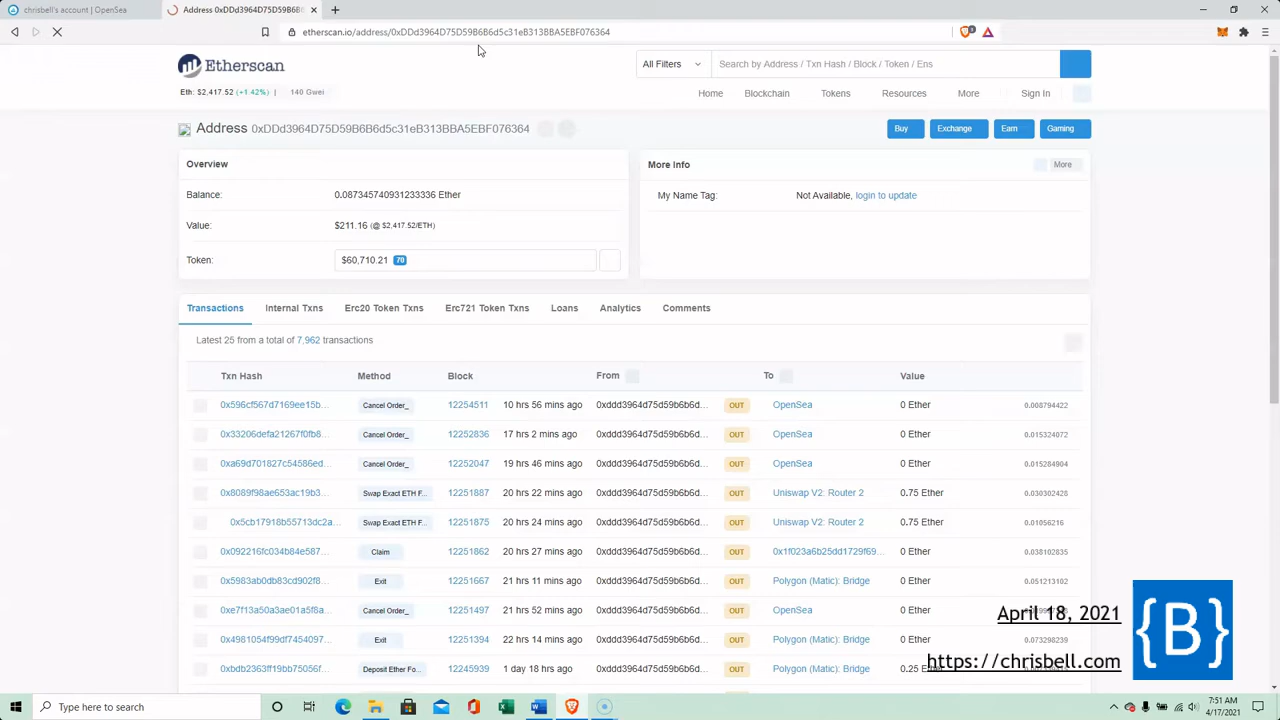 chrisbell's account | OpenSea
Address 0xDDd3964D75D59B6B6
etherscan.io/address/0xDDd3964D75D59B6B6d5c31eB313BBA5EBF076364
Etherscan
All Filters
Search by Address / Txn Hash / Block / Token / Ens
Eth: $2,417.52 (+1.42%) | 140 Gwei
Home Blockchain Tokens Resources More Sign In
Address 0xDDd3964D75D59B6B6d5c31eB313BBA5EBF076364
Buy Exchange Earn Gaming
Overview
Balance: 0.087345740931233336 Ether
Value: $211.16 (@ $2,417.52/ETH)
Token: $60,710.21 70
More Info More
My Name Tag: Not Available, login to update
Transactions Internal Txns Erc20 Token Txns Erc721 Token Txns Loans Analytics Comments
Latest 25 from a total of 7,962 transactions
Txn Hash Method Block From To Value
0x596cf567d7169ee15b... Cancel Order_ 12254511 10 hrs 56 mins ago 0xddd3964d75d59b6b6d... OUT OpenSea 0 Ether 0.008794422
0x33206defa21267f0fb8... Cancel Order_ 12252836 17 hrs 2 mins ago 0xddd3964d75d59b6b6d... OUT OpenSea 0 Ether 0.015324072
0xa69d701827c54586ed... Cancel Order_ 12252047 19 hrs 46 mins ago 0xddd3964d75d59b6b6d... OUT OpenSea 0 Ether 0.015284904
0x8089f98ae653ac19b3... Swap Exact ETH F... 12251887 20 hrs 22 mins ago 0xddd3964d75d59b6b6d... OUT Uniswap V2: Router 2 0.75 Ether 0.030302428
0x5cb17918b55713dc2a... Swap Exact ETH F... 12251875 20 hrs 24 mins ago 0xddd3964d75d59b6b6d... OUT Uniswap V2: Router 2 0.75 Ether 0.01056216
0x092216fc034b84e587... Claim 12251862 20 hrs 27 mins ago 0xddd3964d75d59b6b6d... OUT 0x1f023a6b25dd1729f69... 0 Ether 0.038102835
0x5983ab0db83cd902f8... Exit 12251667 21 hrs 11 mins ago 0xddd3964d75d59b6b6d... OUT Polygon (Matic): Bridge 0 Ether 0.051213102
0xe7f13a50a3ae01a5f8a... Cancel Order_ 12251497 21 hrs 52 mins ago 0xddd3964d75d59b6b6d... OUT OpenSea 0 Ether
0x4981054f99df7454097... Exit 12251394 22 hrs 14 mins ago 0xddd3964d75d59b6b6d... OUT Polygon (Matic): Bridge 0 Ether 0.073298239
0xbdb2363ff19bb75056f... Deposit Ether Fo... 12245939 1 day 18 hrs ago 0xddd3964d75d59b6b6d... OUT Polygon (Matic): Bridge 0.25 Ether
April 18, 2021
https://chrisbell.com
{B}
Type here to search
7:51 AM
4/17/2021